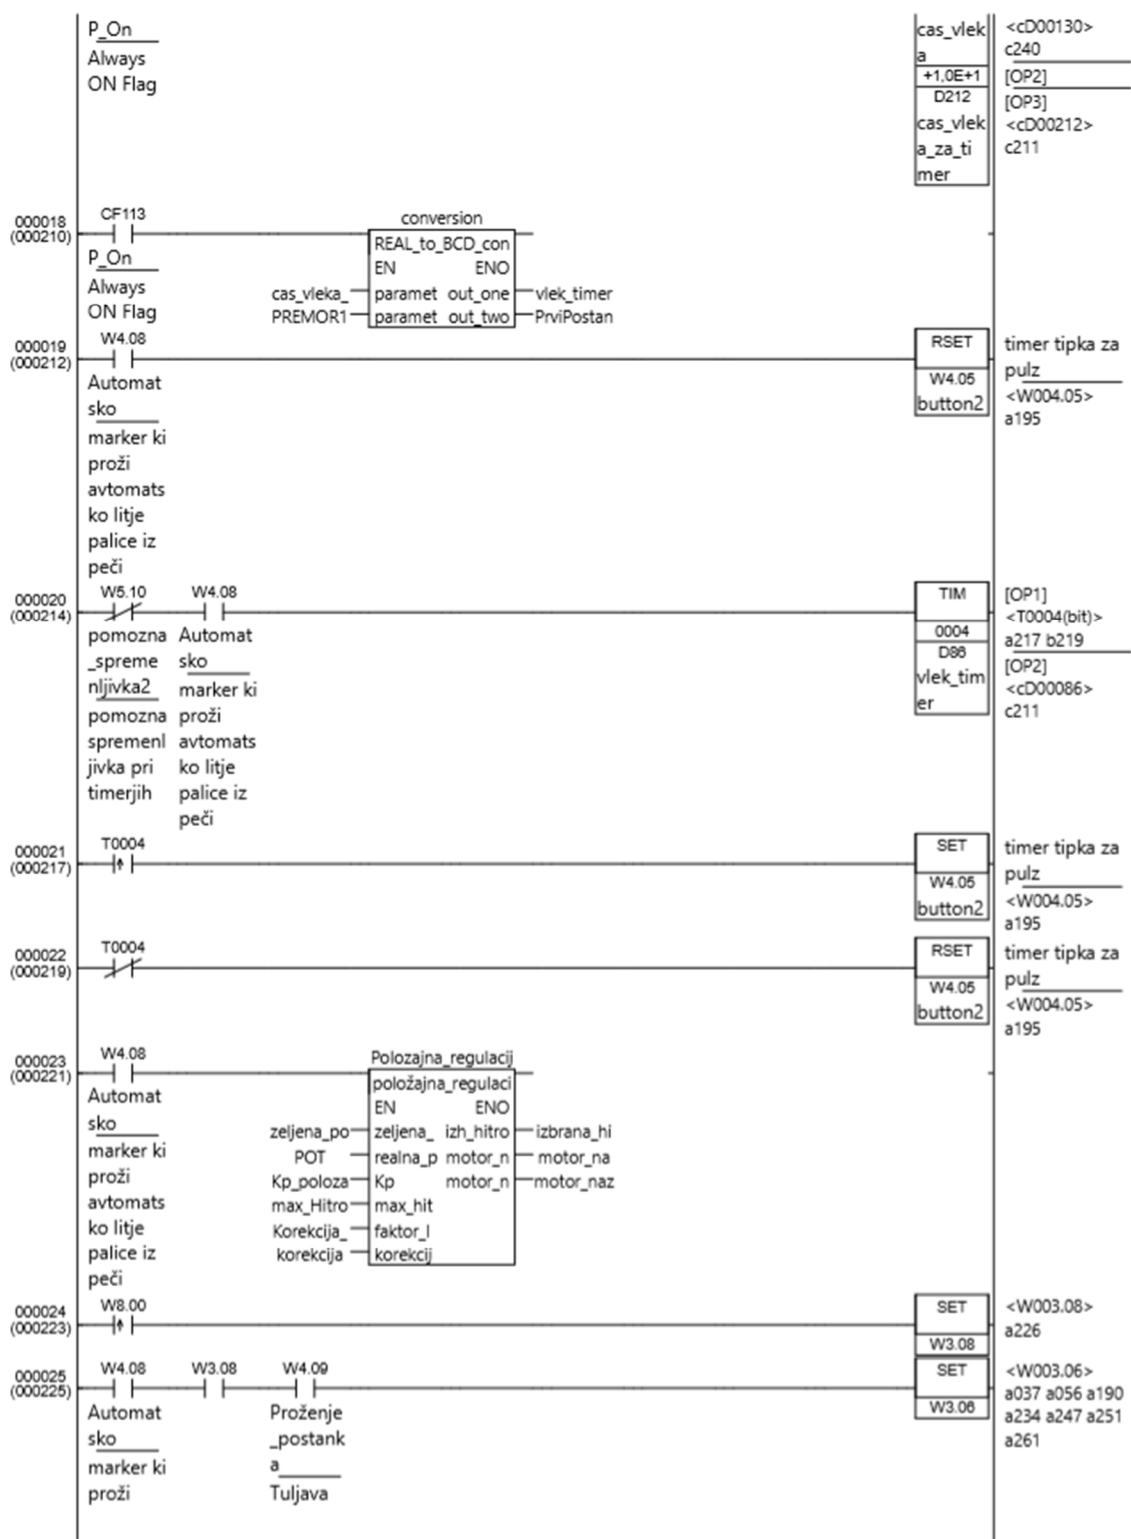 P_On
Always
ON Flag
cas_vlek
a
+1,0E+1
D212
cas_vlek
a_za_ti
mer
<cD00130>
c240
[OP2]
[OP3]
<cD00212>
c211
000018
(000210)
CF113
P_On
Always
ON Flag
conversion
REAL_to_BCD_con
EN ENO
cas_vleka_ paramet out_one vlek_timer
PREMOR1 paramet out_two PrviPostan
000019
(000212)
W4.08
Automat
sko
marker ki
proži
avtomats
ko litje
palice iz
peči
RSET
W4.05
button2
timer tipka za
pulz
<W004.05>
a195
000020
(000214)
W5.10
pomozna
_spreme
nljivka2
pomozna
spremenl
jivka pri
timerjih
W4.08
Automat
sko
marker ki
proži
avtomats
ko litje
palice iz
peči
TIM
0004
D86
vlek_tim
er
[OP1]
<T0004(bit)>
a217 b219
[OP2]
<cD00086>
c211
000021
(000217)
T0004
SET
W4.05
button2
timer tipka za
pulz
<W004.05>
a195
000022
(000219)
T0004
RSET
W4.05
button2
timer tipka za
pulz
<W004.05>
a195
000023
(000221)
W4.08
Automat
sko
marker ki
proži
avtomats
ko litje
palice iz
peči
Polozajna_regulacij
položajna_regulaci
EN ENO
zeljena_po zeljena_ izh_hitro izbrana_hi
POT realna_p motor_n motor_na
Kp_poloza Kp motor_n motor_naz
max_Hitro max_hit
Korekcija_ faktor_l
korekcija korekcij
000024
(000223)
W8.00
SET
W3.08
<W003.08>
a226
000025
(000225)
W4.08
Automat
sko
marker ki
proži
W3.08
W4.09
Proženje
_postank
a
Tuljava
SET
W3.06
<W003.06>
a037 a056 a190
a234 a247 a251
a261